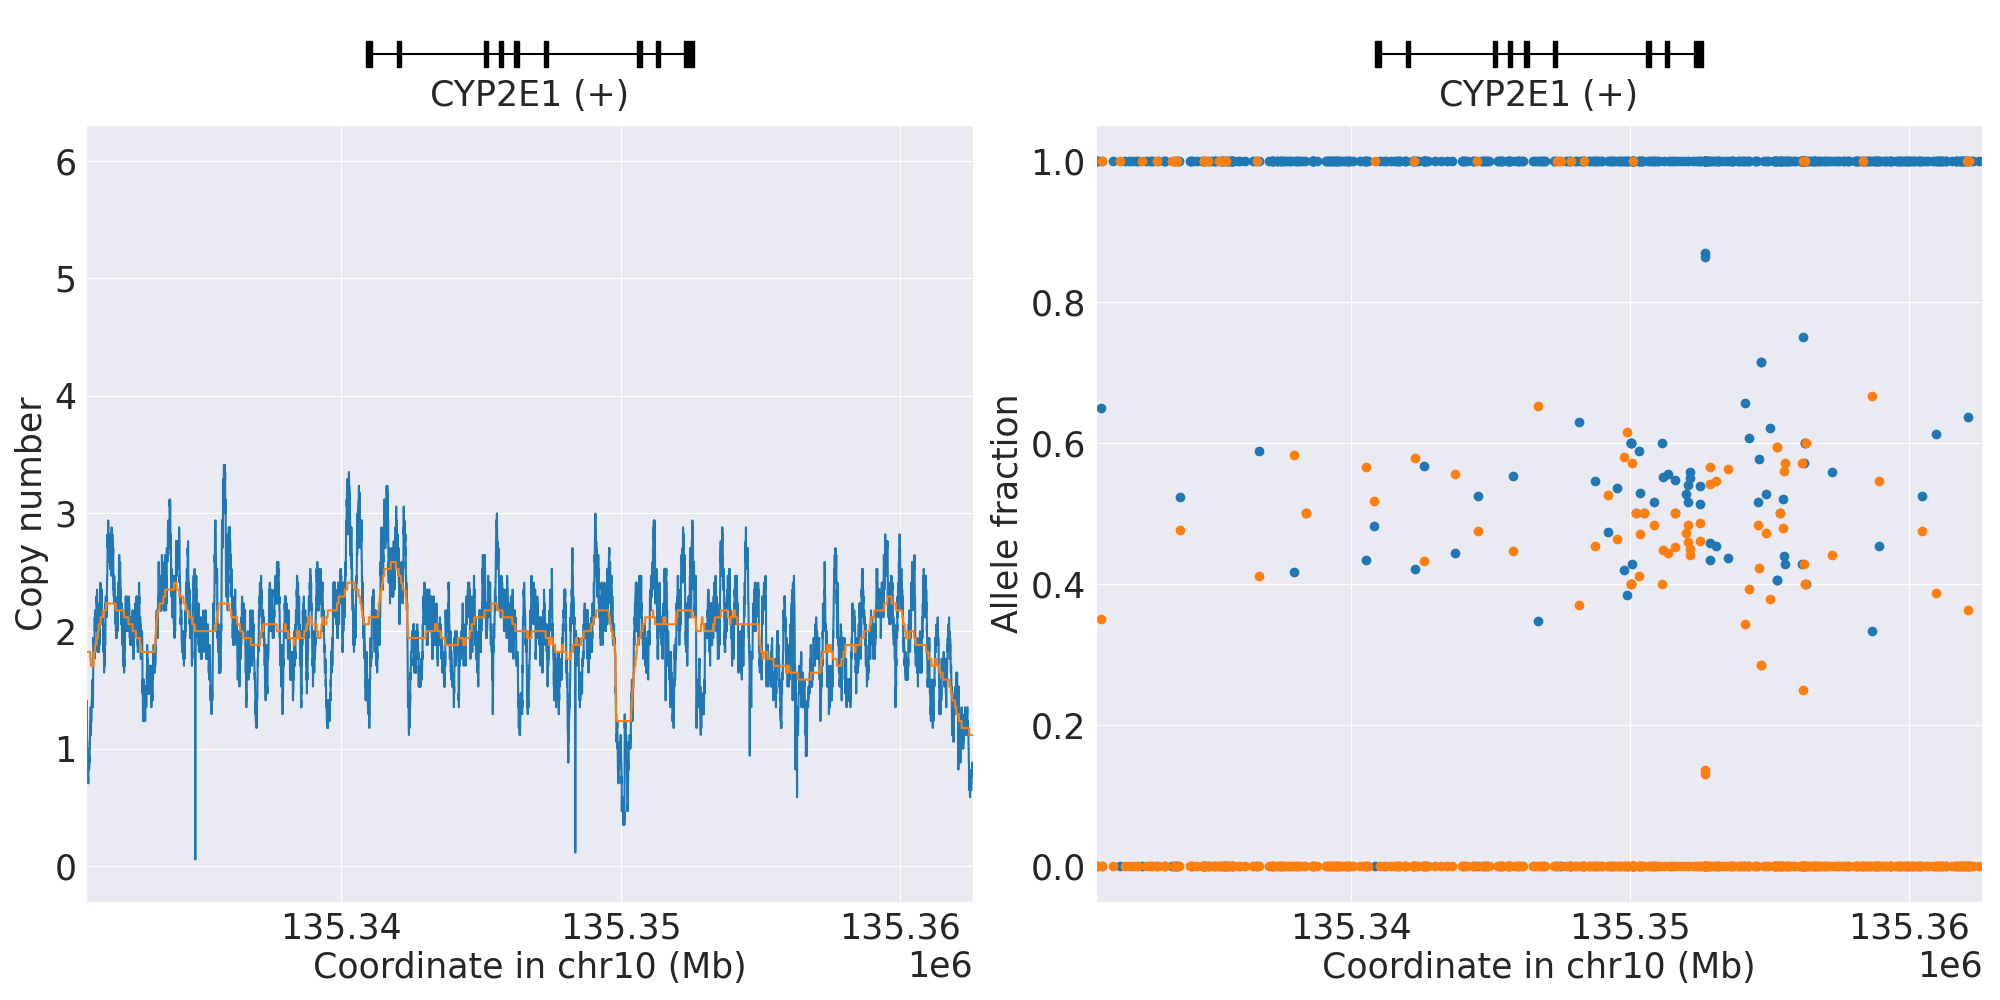 CYP2E1 (+)
6
5
4
3
2
1
0
Copy number
135.34 135.35 135.36
Coordinate in chr10 (Mb)
1e6
CYP2E1 (+)
1.0
0.8
0.6
0.4
0.2
0.0
Allele fraction
135.34 135.35 135.36
Coordinate in chr10 (Mb)
1e6